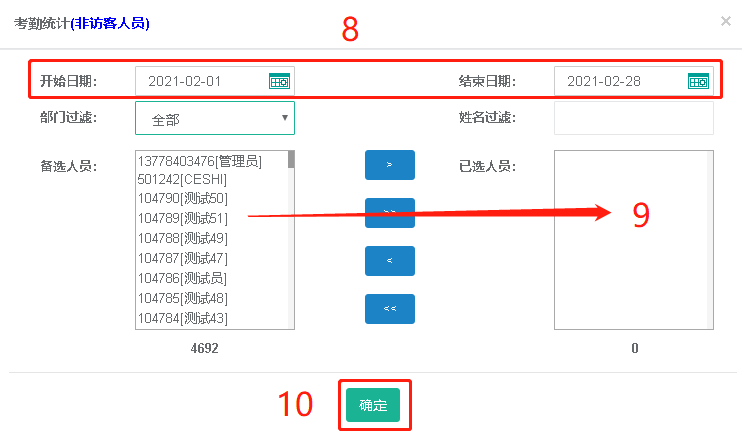 考勤统计(非访客人员)
×
8
开始日期:
2021-02-01
结束日期:
2021-02-28
部门过滤:
全部
姓名过滤:
备选人员:
13778403476[管理员]
501242[CESHI]
104790[测试50]
104789[测试51]
104788[测试49]
104787[测试47]
104786[测试员]
104785[测试48]
104784[测试43]
>
>>
<
<<
已选人员:
9
4692
0
10
确定